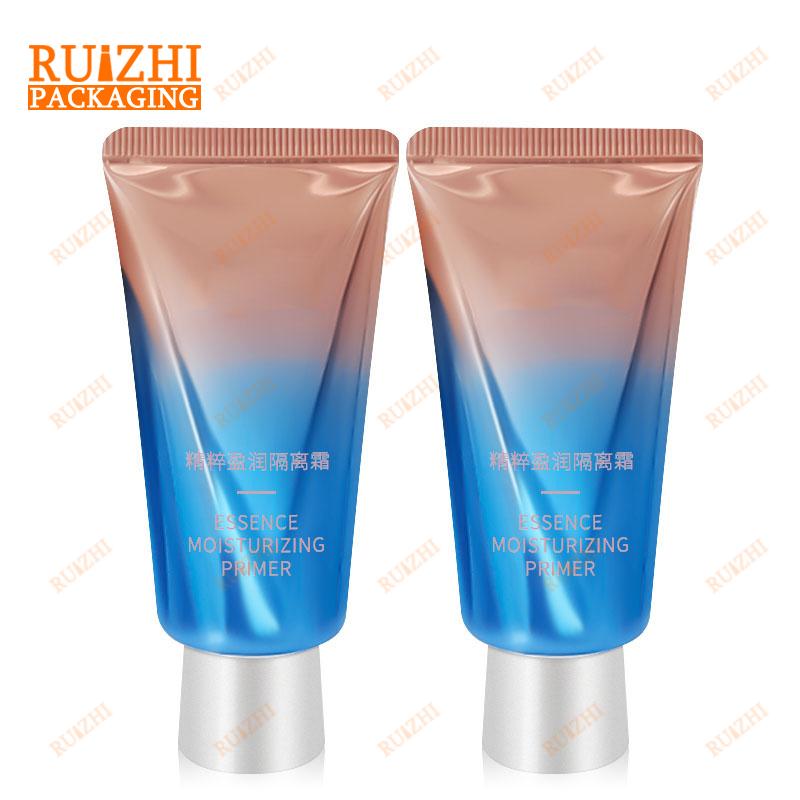 RUIZHI
PACKAGING
精粹盈润隔离霜
ESSENCE
MOISTURIZING
PRIMER
精粹盈润隔离霜
ESSENCE
MOISTURIZING
PRIMER
RUIZHI